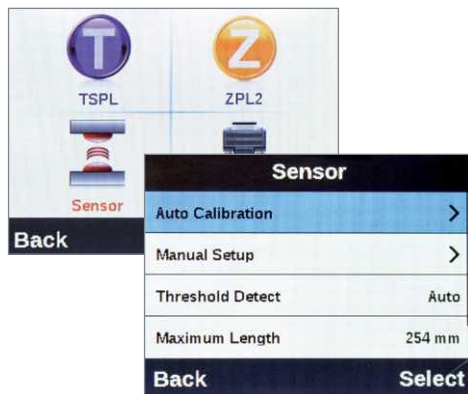 T
Z
TSPL
ZPL2
Sensor
Back
Sensor
Auto Calibration >
Manual Setup >
Threshold Detect Auto
Maximum Length 254 mm
Back Select